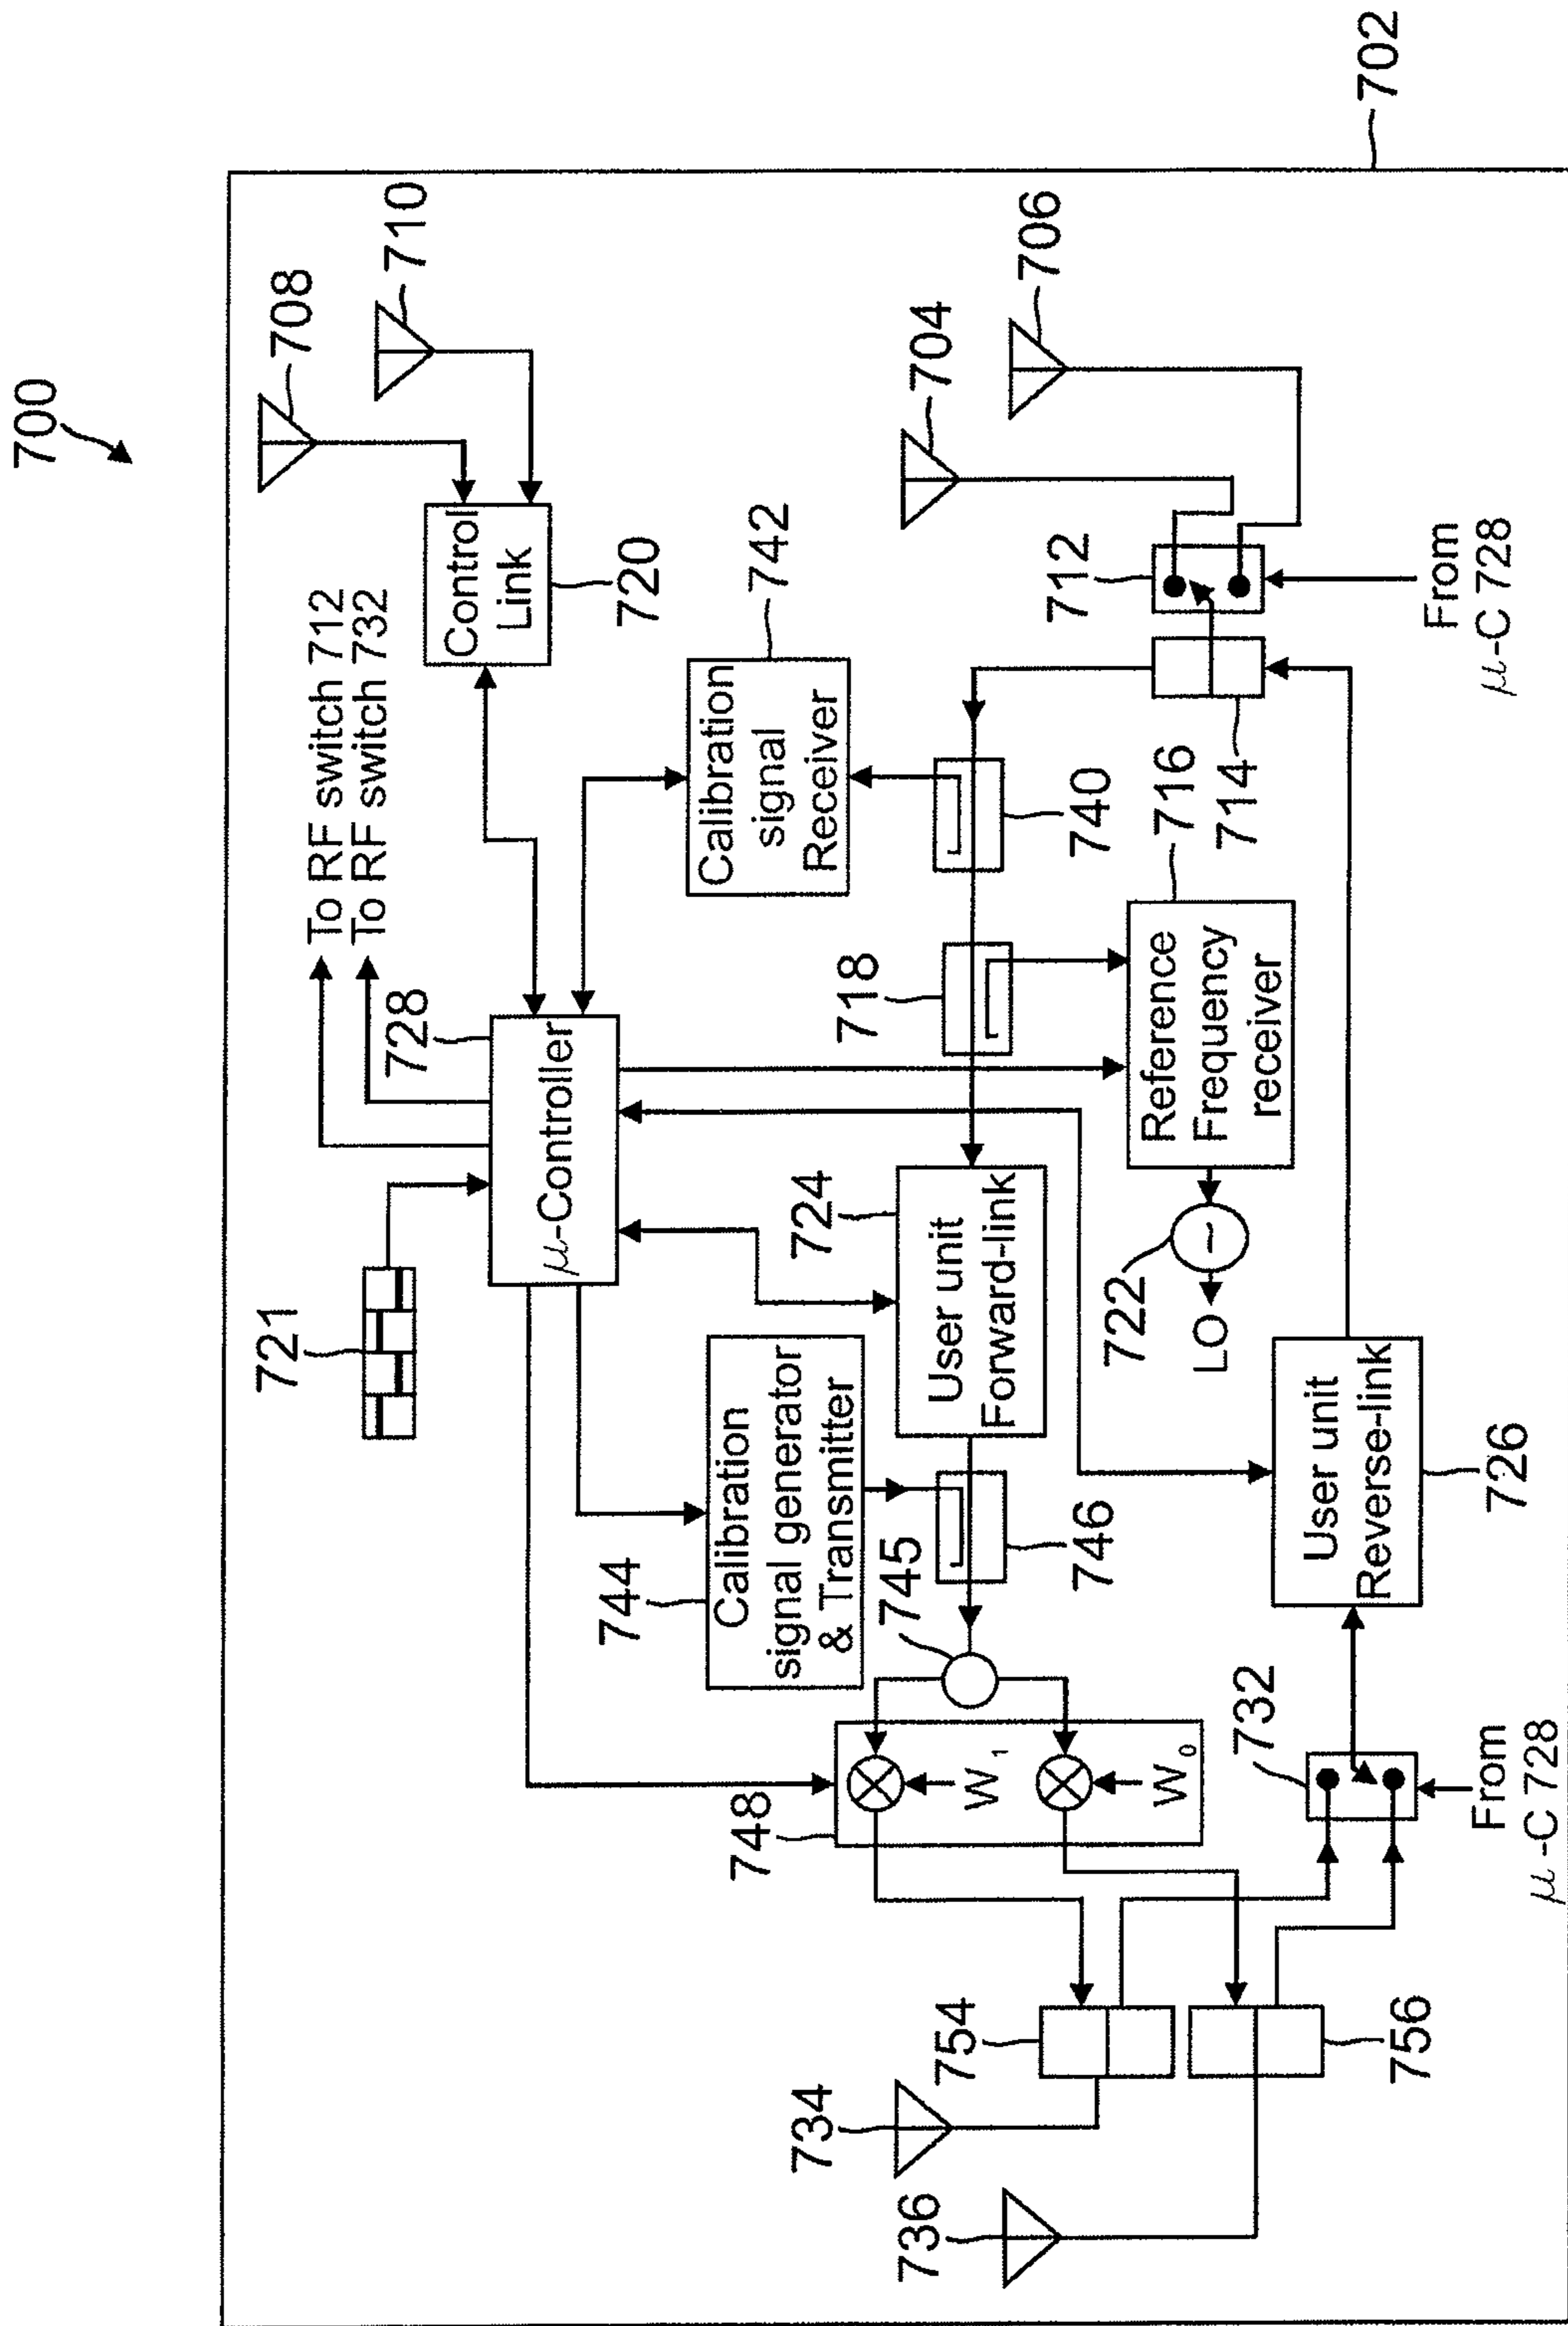 700
702
708
710
To RF switch 712
To RF switch 732
Control
Link
720
728
μ-Controller
721
Calibration
signal
Receiver
742
704
706
712
From
μ-C 728
714
740
718
716
Reference
Frequency
receiver
722
LO
724
User unit
Forward-link
744
Calibration
signal generator
& Transmitter
746
745
748
W1
W0
726
User unit
Reverse-link
732
From
μ-C 728
754
756
734
736